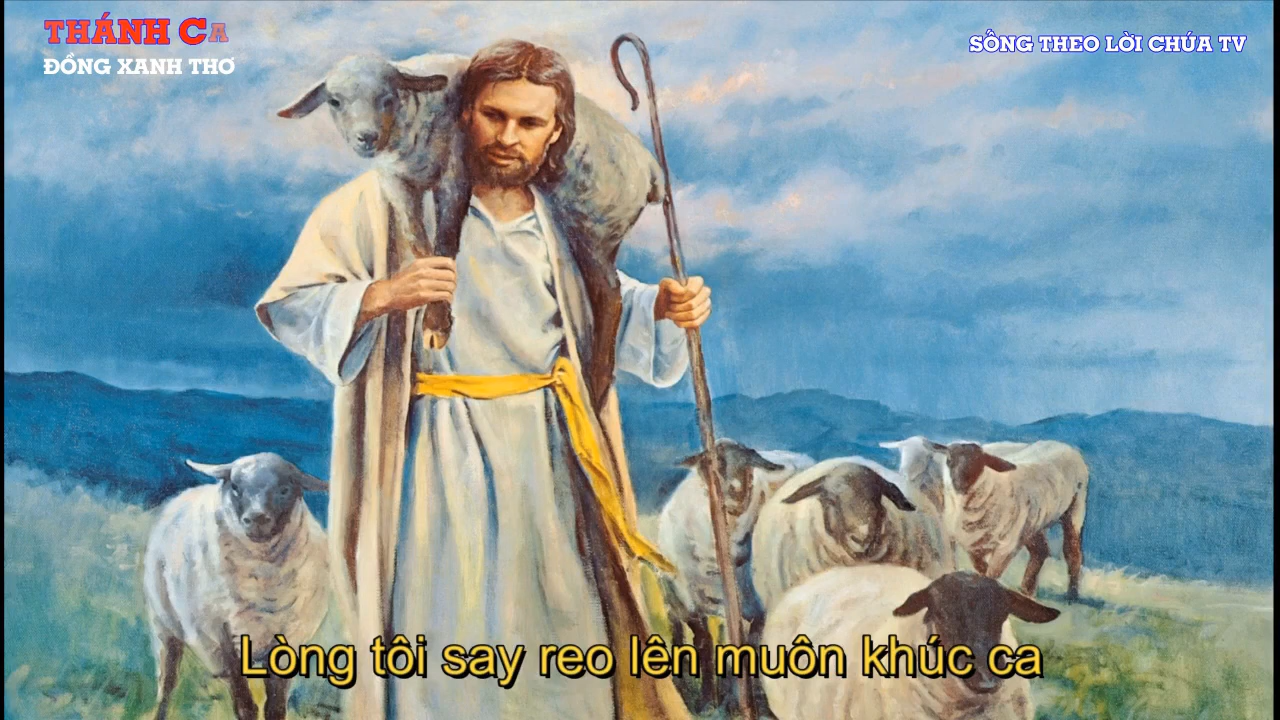 THÁNH CA
ĐỒNG XANH THƠ
SỐNG THEO LỜI CHÚA TV
Lòng tôi say reo lên muôn khúc ca